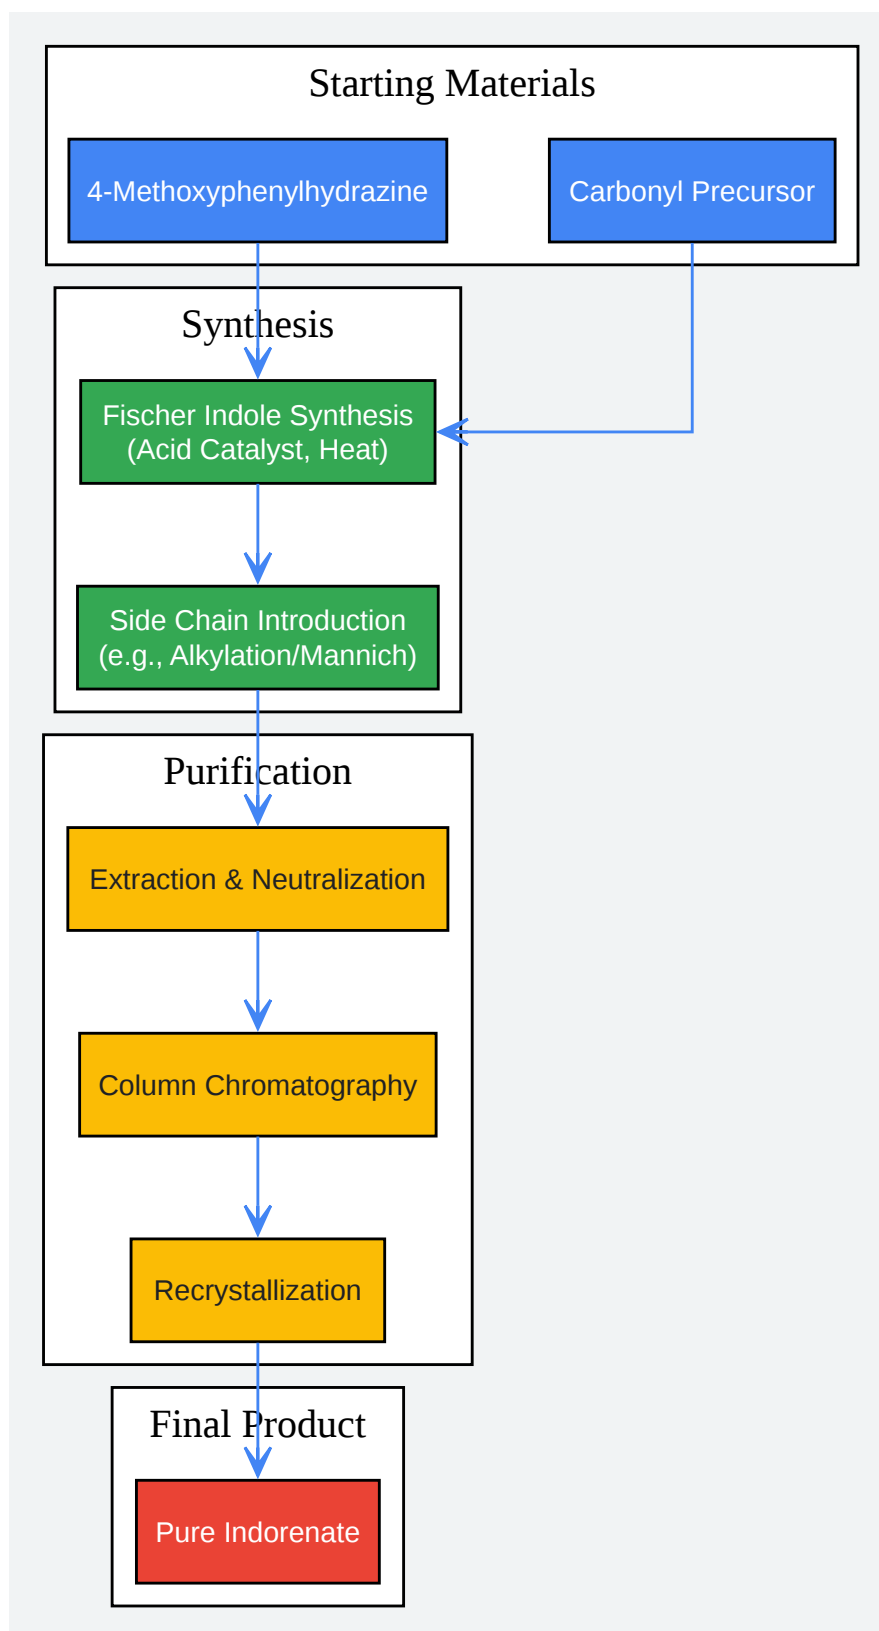 Starting Materials
4-Methoxyphenylhydrazine
Carbonyl Precursor
Synthesis
Fischer Indole Synthesis
(Acid Catalyst, Heat)
Side Chain Introduction
(e.g., Alkylation/Mannich)
Purification
Extraction & Neutralization
Column Chromatography
Recrystallization
Final Product
Pure Indorenate